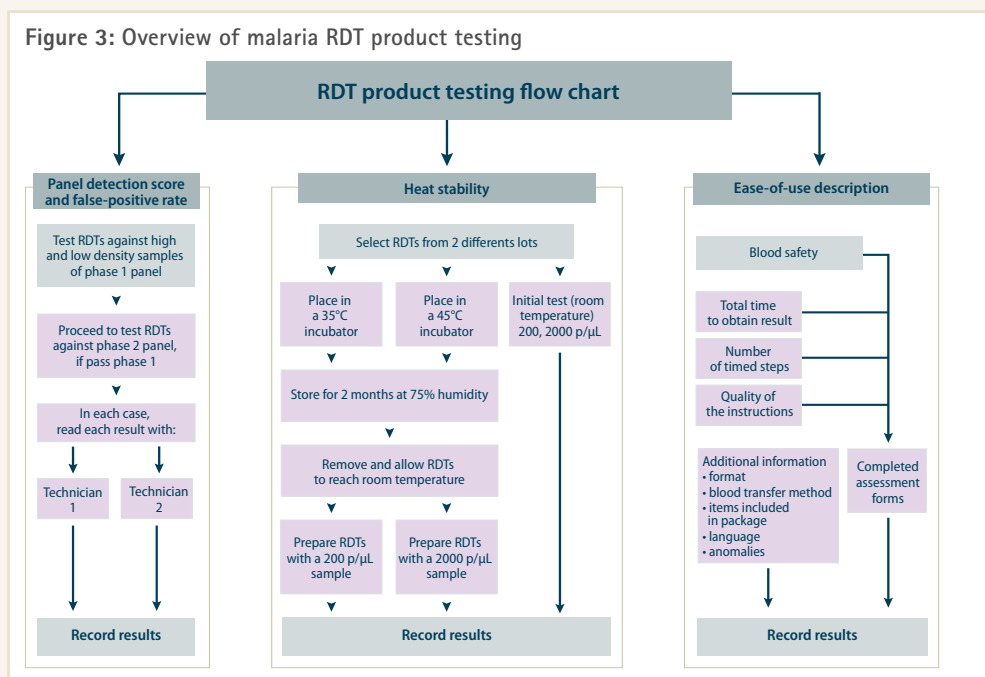 Figure 3: Overview of malaria RDT product testing
RDT product testing flow chart
Panel detection score
and false-positive rate
Test RDTs against high
and low density samples
of phase 1 panel
Proceed to test RDTs
against phase 2 panel,
if pass phase 1
In each case,
read each result with:
Technician
1
Technician
2
Record results
Heat stability
Select RDTs from 2 differents lots
Place in
a 35°C
incubator
Place in
a 45°C
incubator
Initial test (room
temperature)
200, 2000 p/µL
Store for 2 months at 75% humidity
Remove and allow RDTs
to reach room temperature
Prepare RDTs
with a 200 p/µL
sample
Prepare RDTs
with a 2000 p/µL
sample
Record results
Ease-of-use description
Blood safety
Total time
to obtain result
Number
of timed steps
Quality of
the instructions
Additional information
• format
• blood transfer method
• items included
in package
• language
• anomalies
Completed
assessment
forms
Record results